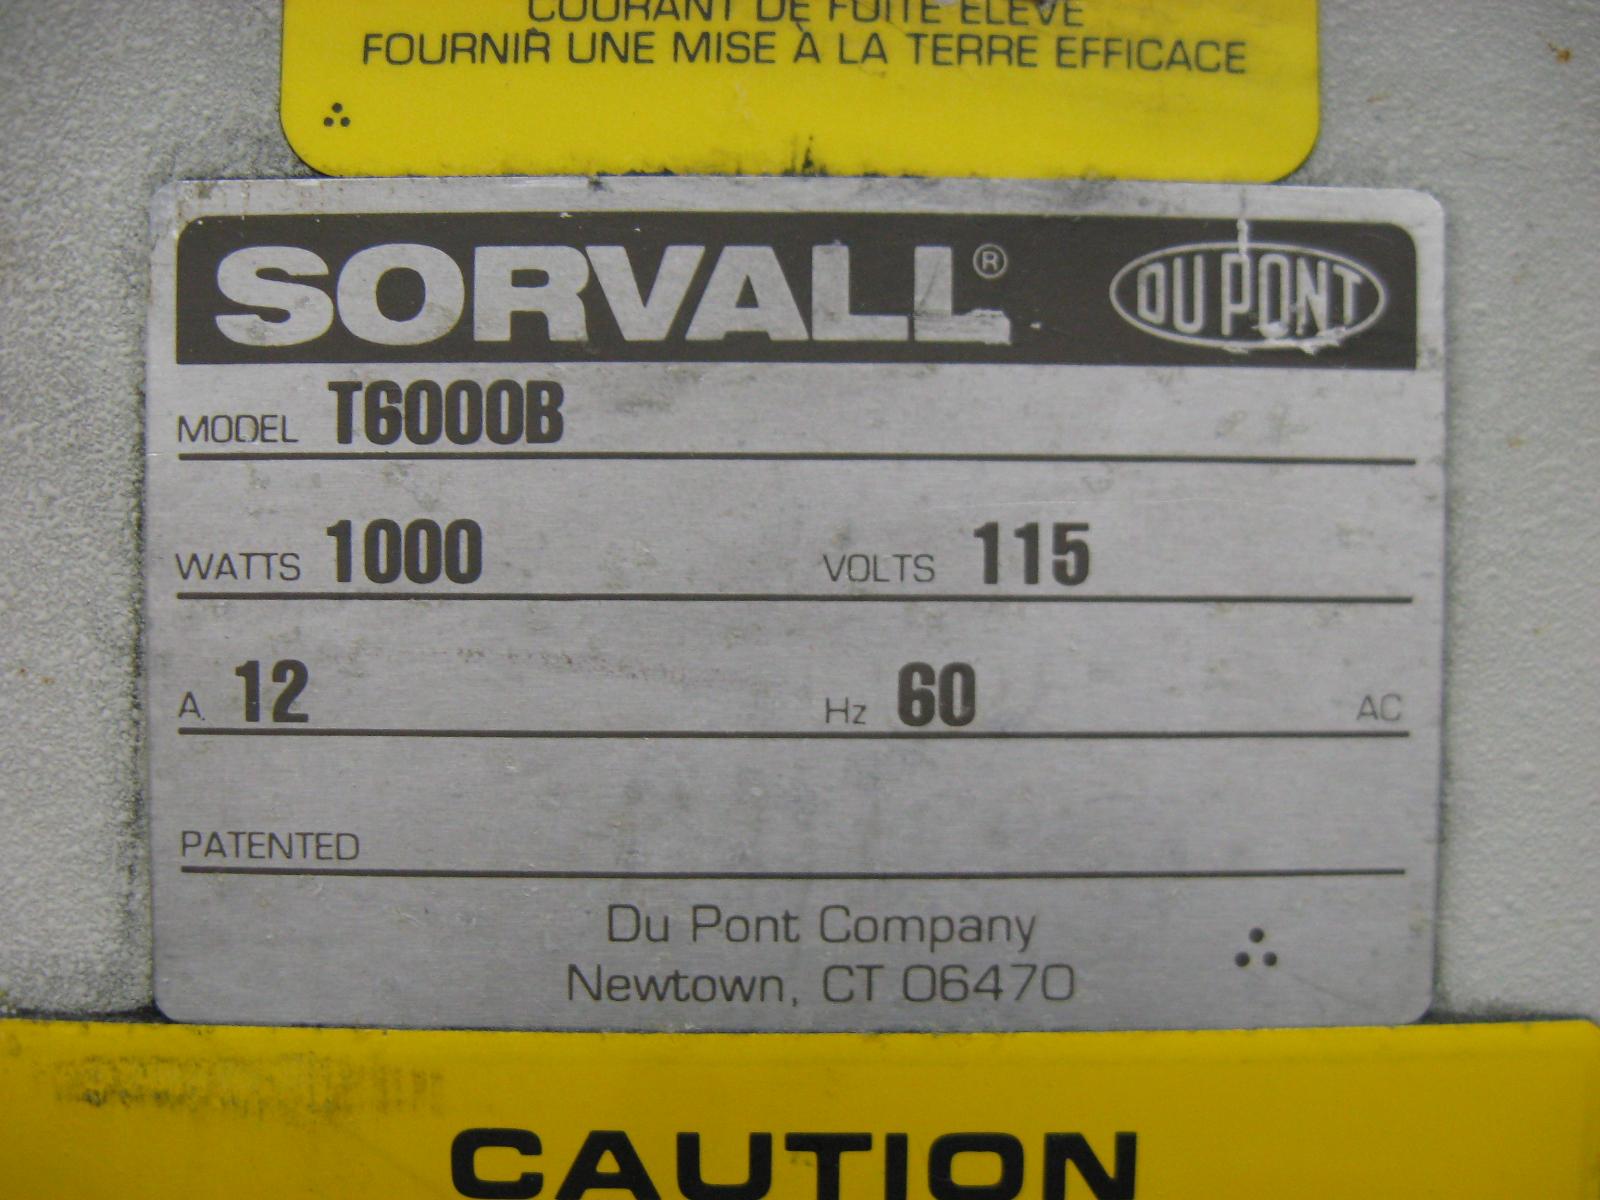 COURANT DE FUITE ÉLEVÉ
FOURNIR UNE MISE À LA TERRE EFFICACE
SORVALL® DU PONT
MODEL T6000B
WATTS 1000 VOLTS 115
A. 12 Hz 60 AC
PATENTED
Du Pont Company
Newtown, CT 06470
CAUTION